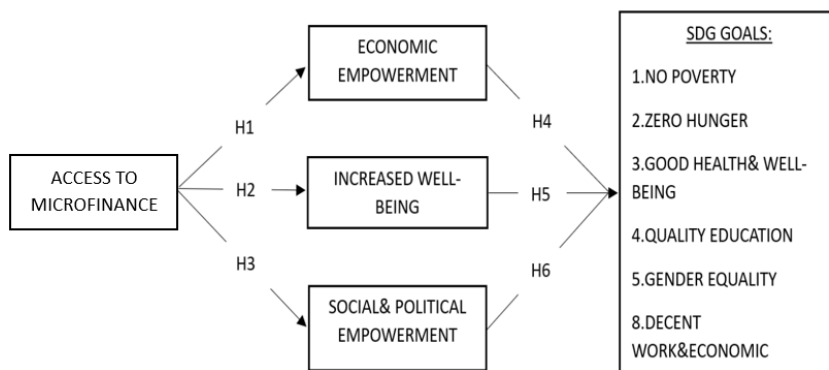 ECONOMIC
EMPOWERMENT
H1
H4
ACCESS TO
MICROFINANCE
H2
INCREASED WELL-
BEING
H5
H3
H6
SOCIAL& POLITICAL
EMPOWERMENT
SDG GOALS:
1.NO POVERTY
2.ZERO HUNGER
3.GOOD HEALTH& WELL-
BEING
4.QUALITY EDUCATION
5.GENDER EQUALITY
8.DECENT
WORK&ECONOMIC